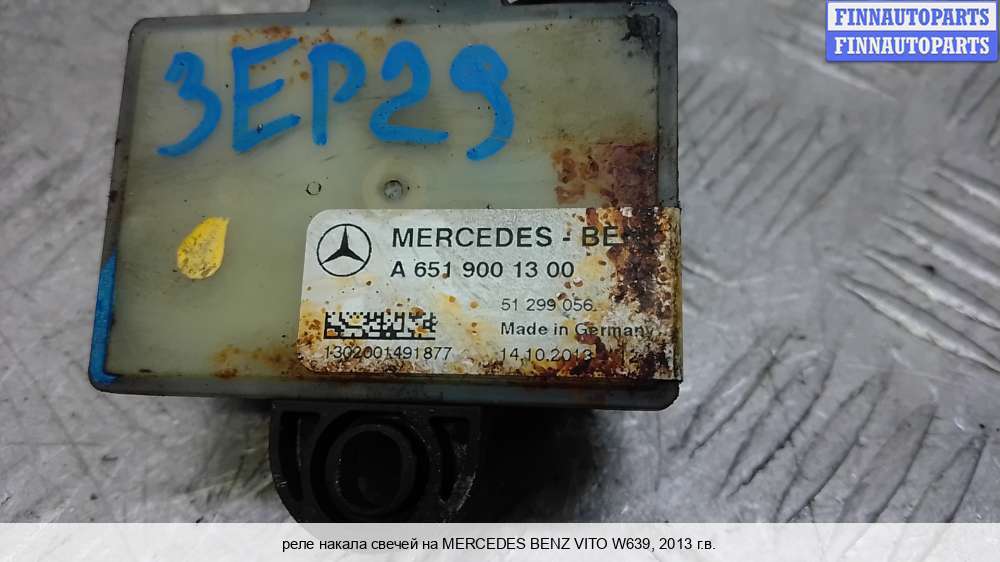 FINNAUTOPARTS
FINNAUTOPARTS
3EP29
MERCEDES - BEN
A 651 900 13 00
51 299 056
Made in Germany
1302001491877
14.10.2013
реле накала свечей на MERCEDES BENZ VITO W639, 2013 г.в.